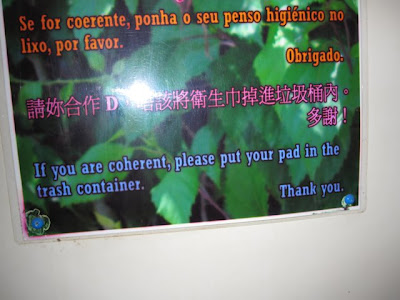 Se for coerente, ponha o seu penso higiénico no
lixo, por favor.
Obrigado.
請妳合作 D，唔該將衛生巾掉進垃圾桶內。
多謝！
If you are coherent, please put your pad in the
trash container.
Thank you.